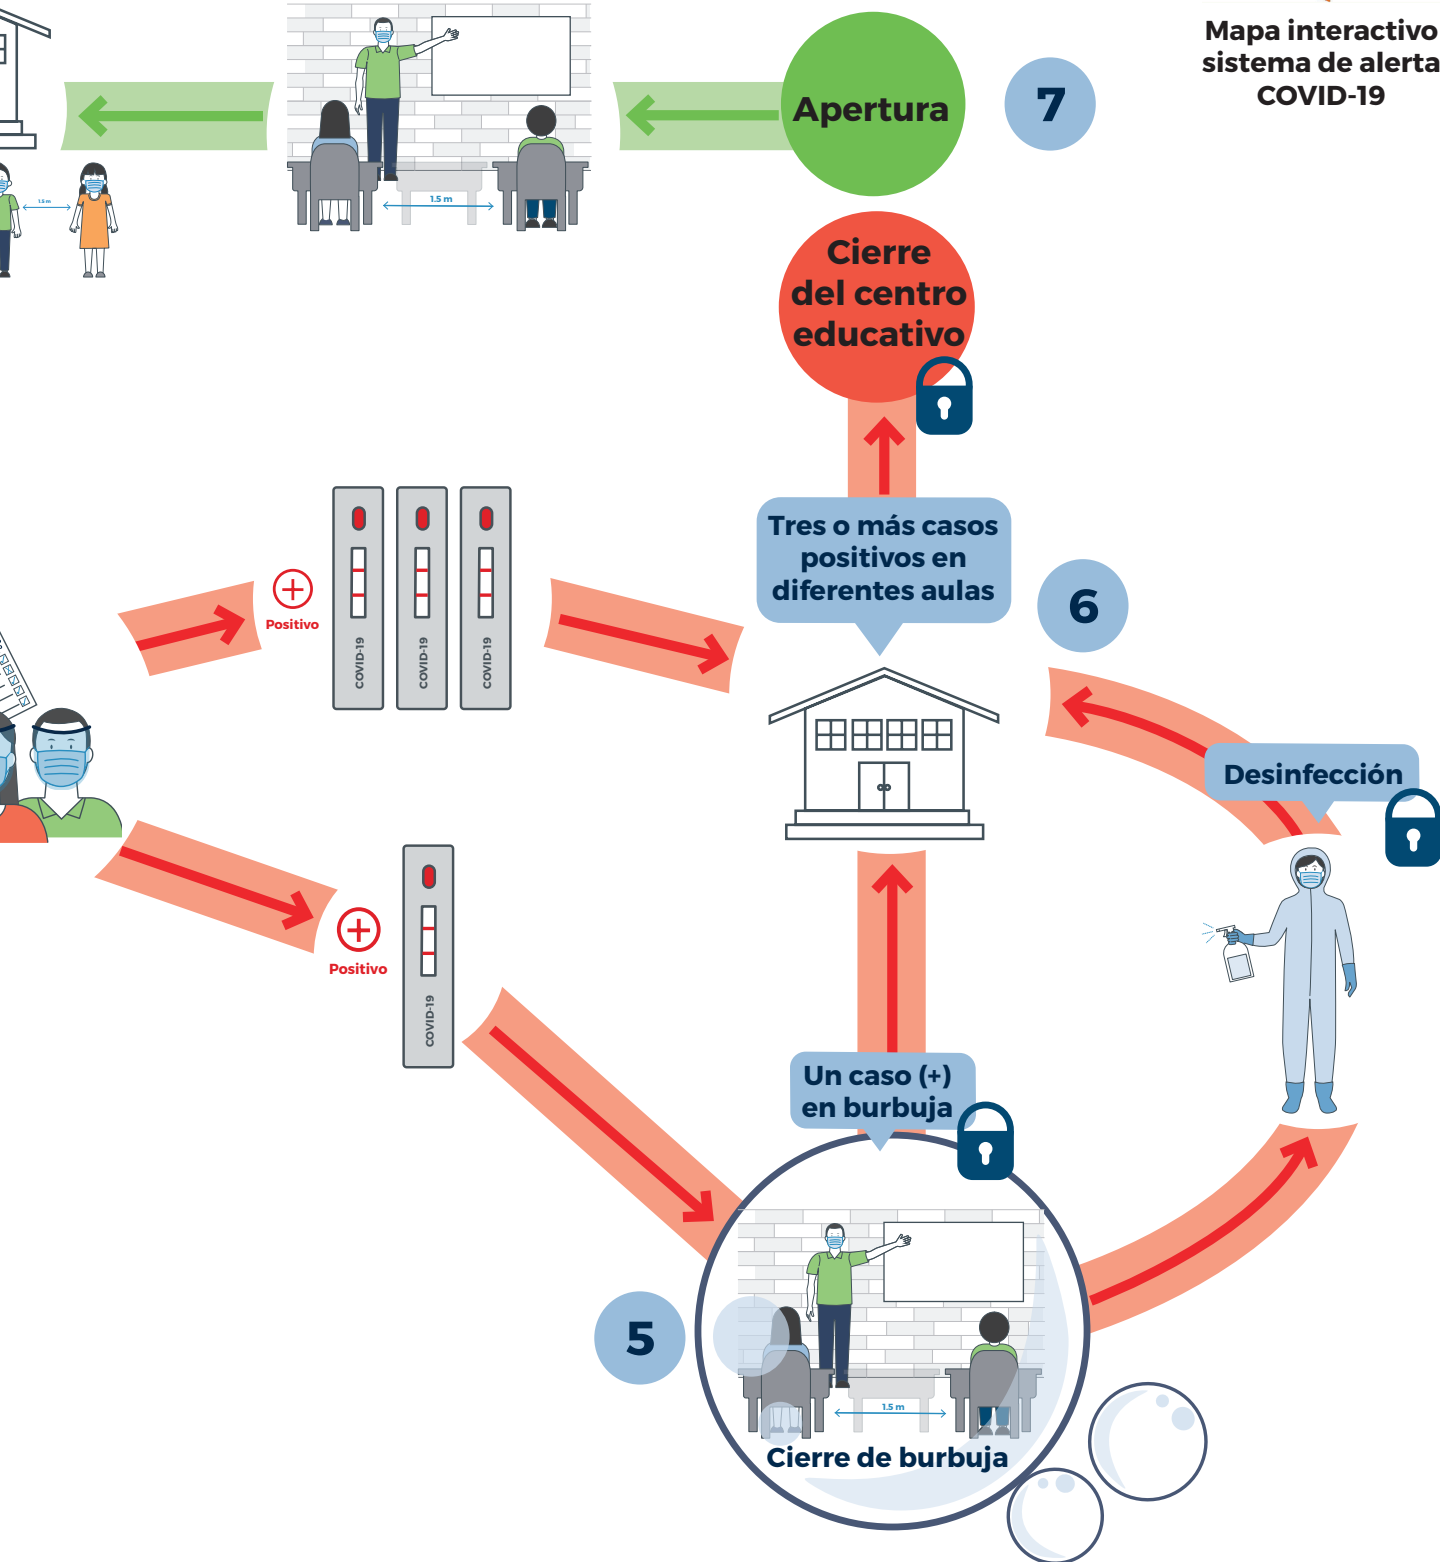 Mapa interactivo
sistema de alerta
COVID-19
Apertura
7
1.5 m
1.5 m
Cierre
del centro
educativo
Tres o más casos
positivos en
diferentes aulas
6
Positivo
COVID-19
COVID-19
COVID-19
Desinfección
Positivo
COVID-19
Un caso (+)
en burbuja
5
1.5 m
Cierre de burbuja